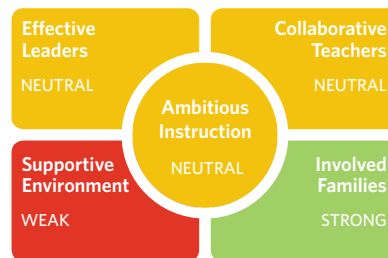 Effective
Leaders
NEUTRAL
Collaborative
Teachers
NEUTRAL
Ambitious
Instruction
NEUTRAL
Supportive
Environment
WEAK
Involved
Families
STRONG